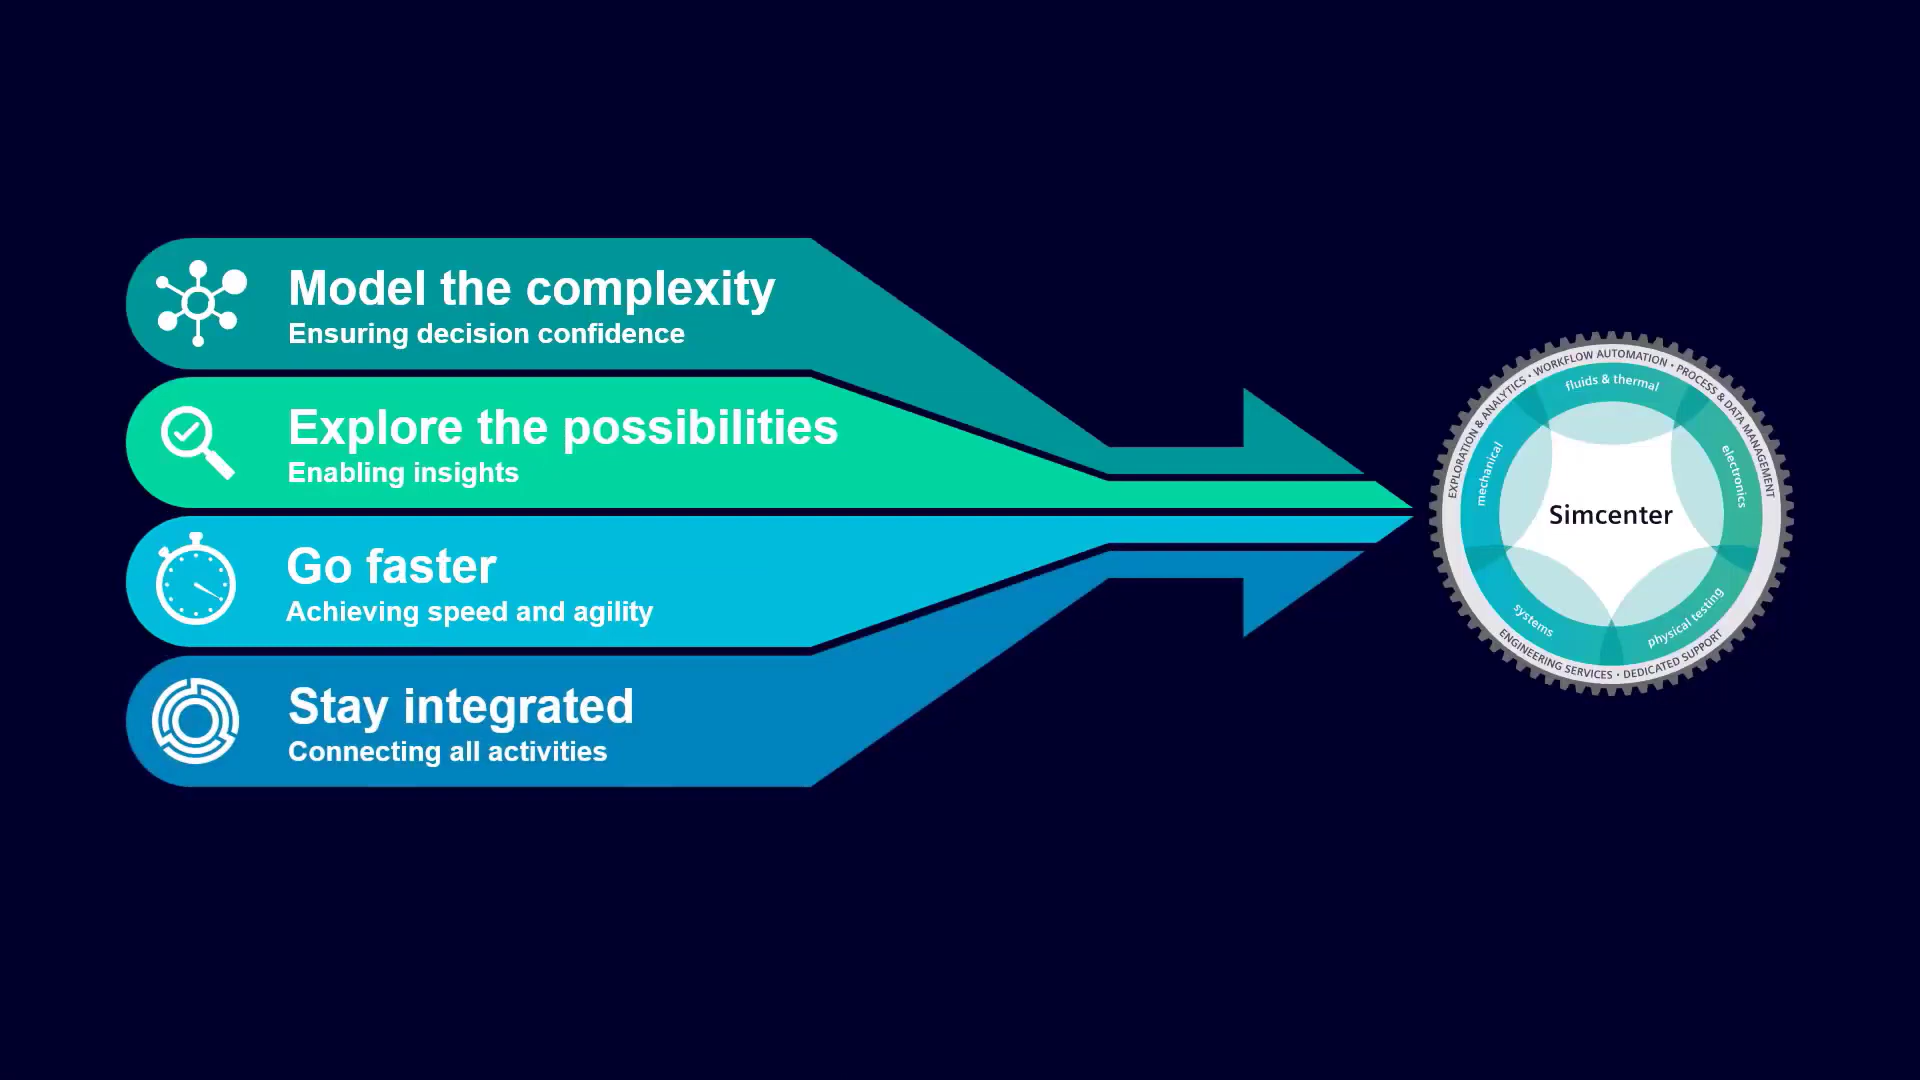 Model the complexity
Ensuring decision confidence
Explore the possibilities
Enabling insights
Go faster
Achieving speed and agility
Stay integrated
Connecting all activities
EXPLORATION & ANALYTICS • WORKFLOW AUTOMATION • PROCESS & DATA MANAGEMENT
fluids & thermal
mechanical
electronics
Simcenter
systems
physical testing
ENGINEERING SERVICES • DEDICATED SUPPORT